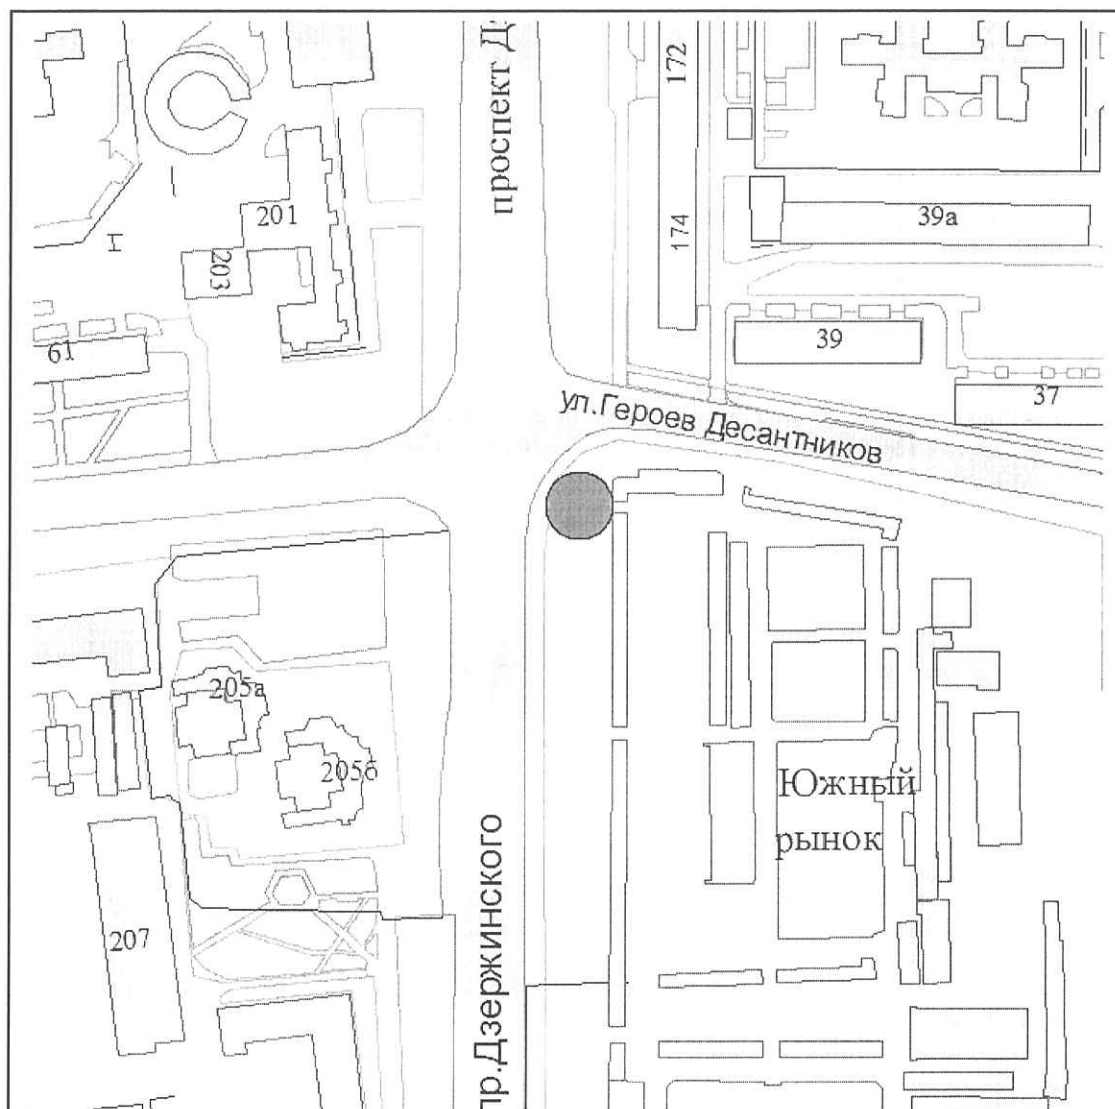 проспект Д
172
174
39а
201
203
61
39
37
ул.Героев Десантников
205а
205б
Южный
рынок
207
пр.Дзержинского